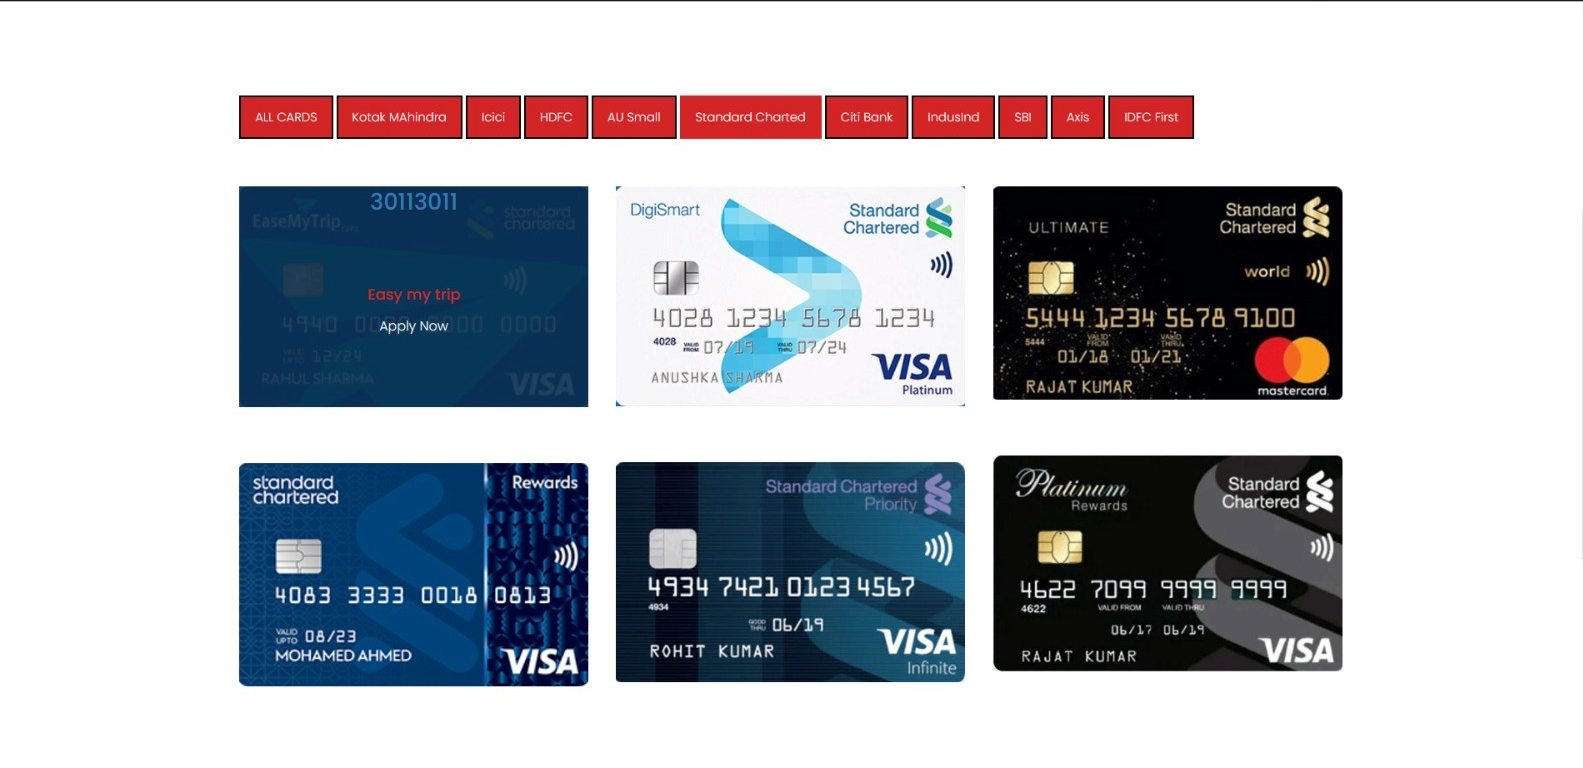 ALL CARDS
Kotak MAhindra
Icici
HDFC
AU Small
Standard Charted
Citi Bank
IndusInd
SBI
Axis
IDFC First
30113011
EaseMyTrip
standard
chartered
Easy my trip
Apply Now
4940 0000 0000 0000
VALID
UPTO 12/24
RAHUL SHARMA
VISA
DigiSmart
Standard
Chartered
4028 1234 5678 1234
4028 VALID FROM 07/19 VALID THRU 07/24
ANUSHKA SHARMA
VISA
Platinum
ULTIMATE
Standard
Chartered
world
5444 1234 5678 9100
5444 VALID FROM VALID THRU
01/18 01/21
RAJAT KUMAR
mastercard.
standard
chartered
Rewards
4083 3333 0018 0813
VALID
UPTO 08/23
MOHAMED AHMED
VISA
Standard Chartered
Priority
4934 7421 0123 4567
4934
GOOD
THRU 06/19
ROHIT KUMAR
VISA
Infinite
Platinum
Rewards
Standard
Chartered
4622 7099 9999 9999
4622 VALID FROM VALID THRU
06/17 06/19
RAJAT KUMAR
VISA